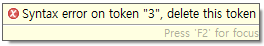 Syntax error on token "3", delete this token
Press 'F2' for focus